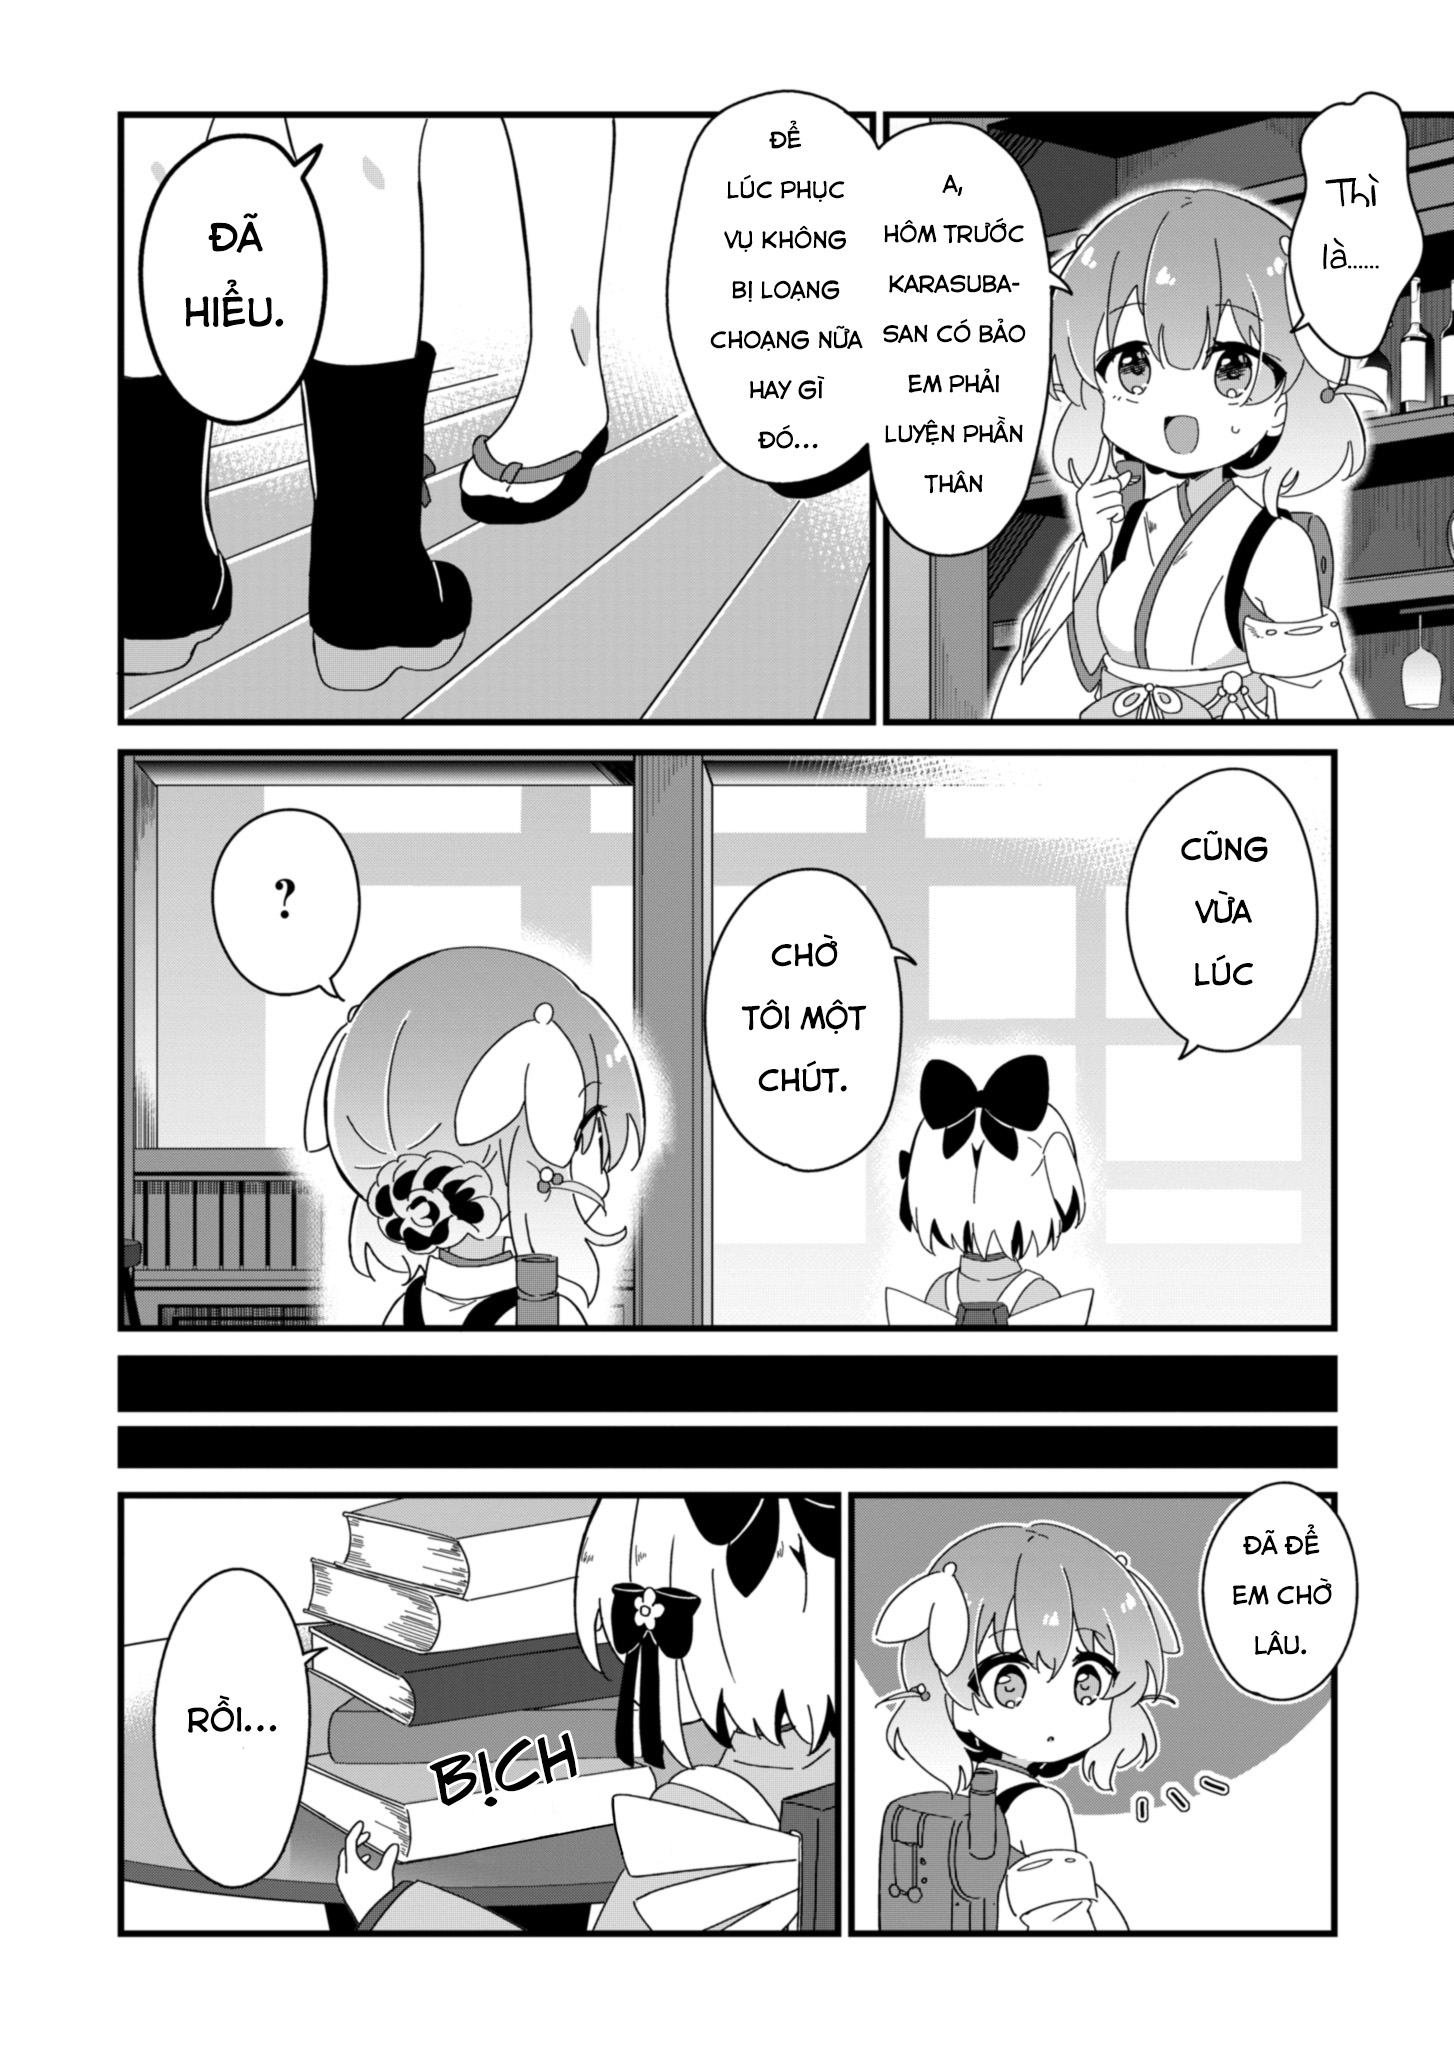 Thì
là......
A,
HÔM TRƯỚC
KARASUBA-
SAN CÓ BẢO
EM PHẢI
LUYỆN PHẦN
THÂN
ĐỂ
LÚC PHỤC
VỤ KHÔNG
BỊ LOẠNG
CHOẠNG NỮA
HAY GÌ
ĐÓ...
ĐÃ
HIỂU.
CŨNG
VỪA
LÚC
CHỜ
TÔI MỘT
CHÚT.
?
ĐÃ ĐỂ
EM CHỜ
LÂU.
RỒI...
BỊCH